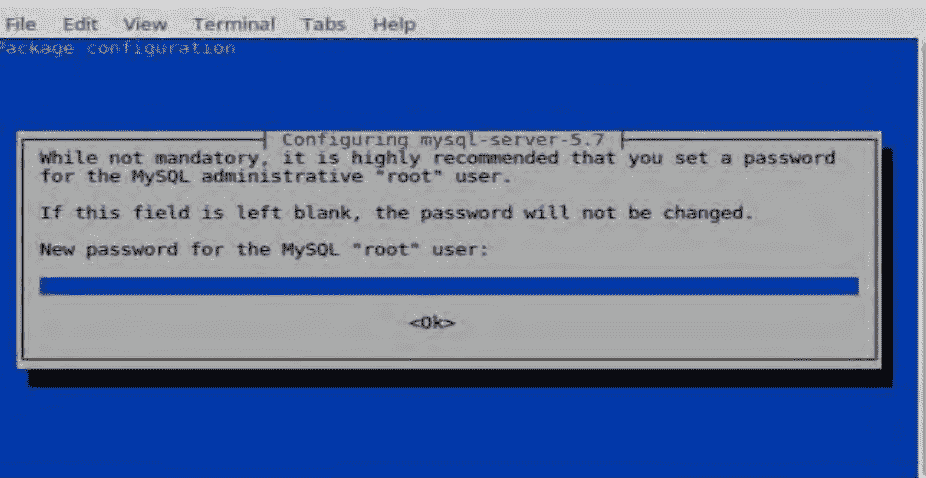 File Edit View Terminal Tabs Help
Package configuration
Configuring mysql-server-5.7
While not mandatory, it is highly recommended that you set a password
for the MySQL administrative "root" user.
If this field is left blank, the password will not be changed.
New password for the MySQL "root" user:
<Ok>